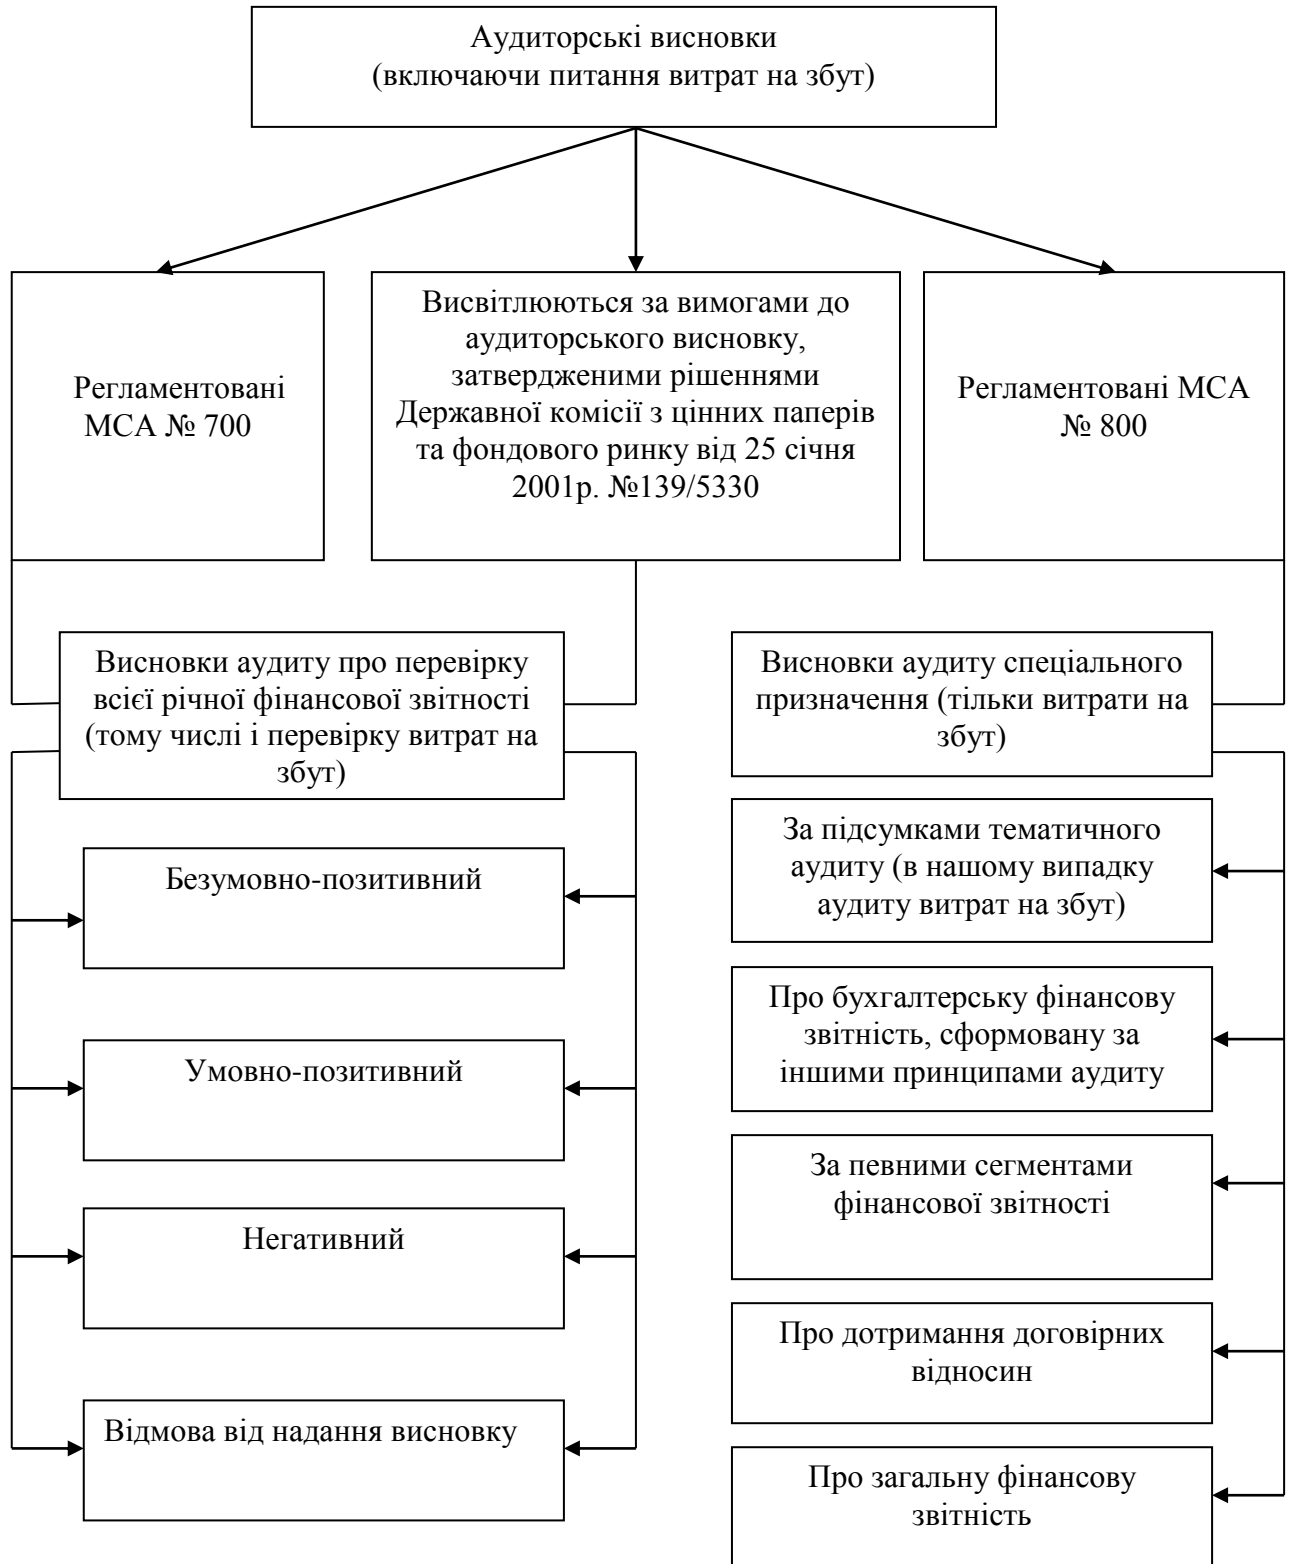 Аудиторські висновки
(включаючи питання витрат на збут)
Регламентовані
МСА № 700
Висвітлюються за вимогами до
аудиторського висновку,
затвердженими рішеннями
Державної комісії з цінних паперів
та фондового ринку від 25 січня
2001р. №139/5330
Регламентовані МСА
№ 800
Висновки аудиту про перевірку
всієї річної фінансової звітності
(тому числі і перевірку витрат на
збут)
Безумовно-позитивний
Умовно-позитивний
Негативний
Відмова від надання висновку
Висновки аудиту спеціального
призначення (тільки витрати на
збут)
За підсумками тематичного
аудиту (в нашому випадку
аудиту витрат на збут)
Про бухгалтерську фінансову
звітність, сформовану за
іншими принципами аудиту
За певними сегментами
фінансової звітності
Про дотримання договірних
відносин
Про загальну фінансову
звітність